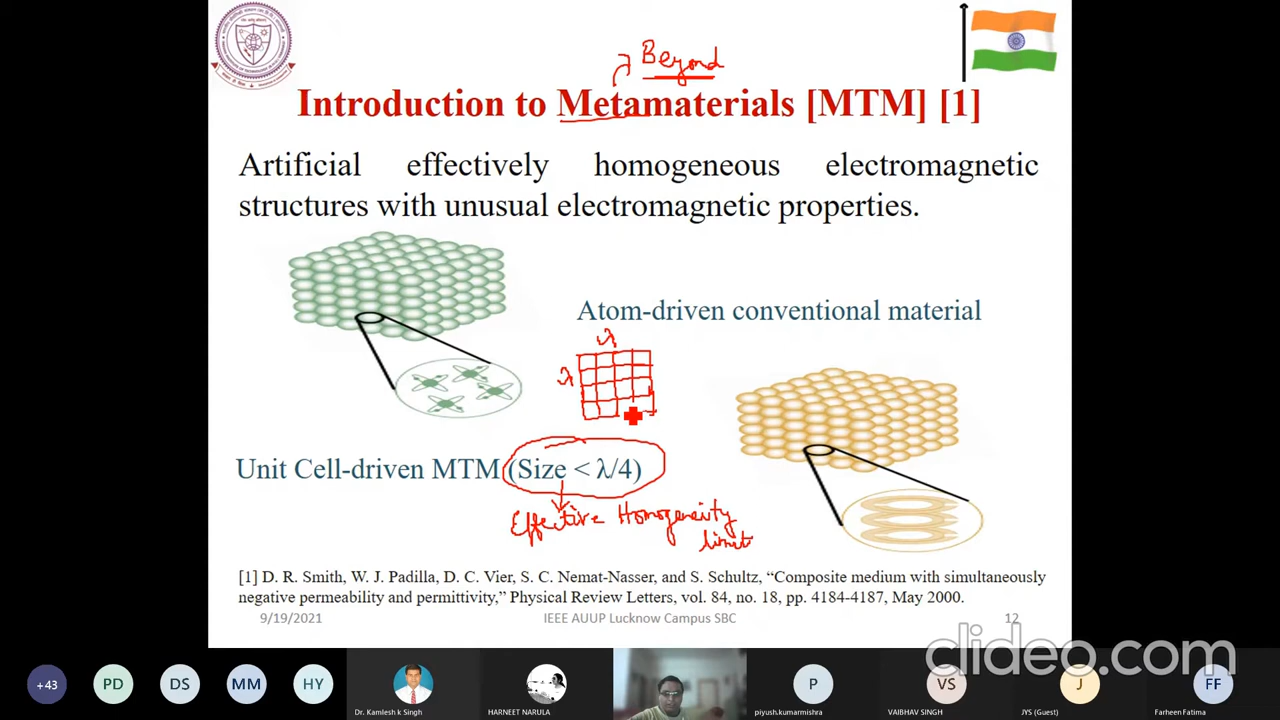 Beyond
Introduction to Metamaterials [MTM] [1]
Artificial effectively homogeneous electromagnetic
structures with unusual electromagnetic properties.
Atom-driven conventional material
λ
λ
Unit Cell-driven MTM (Size < λ/4)
Effective Homogeneity
limit
[1] D. R. Smith, W. J. Padilla, D. C. Vier, S. C. Nemat-Nasser, and S. Schultz, “Composite medium with simultaneously
negative permeability and permittivity,” Physical Review Letters, vol. 84, no. 18, pp. 4184-4187, May 2000.
9/19/2021 IEEE AUUP Lucknow Campus SBC 12
clideo.com
+43 PD DS MM HY P VS J FF
Dr. Kamlesh k Singh HARNEET NARULA piyush.kumarmishra VAIBHAV SINGH JYS (Guest) Farheen Fatima